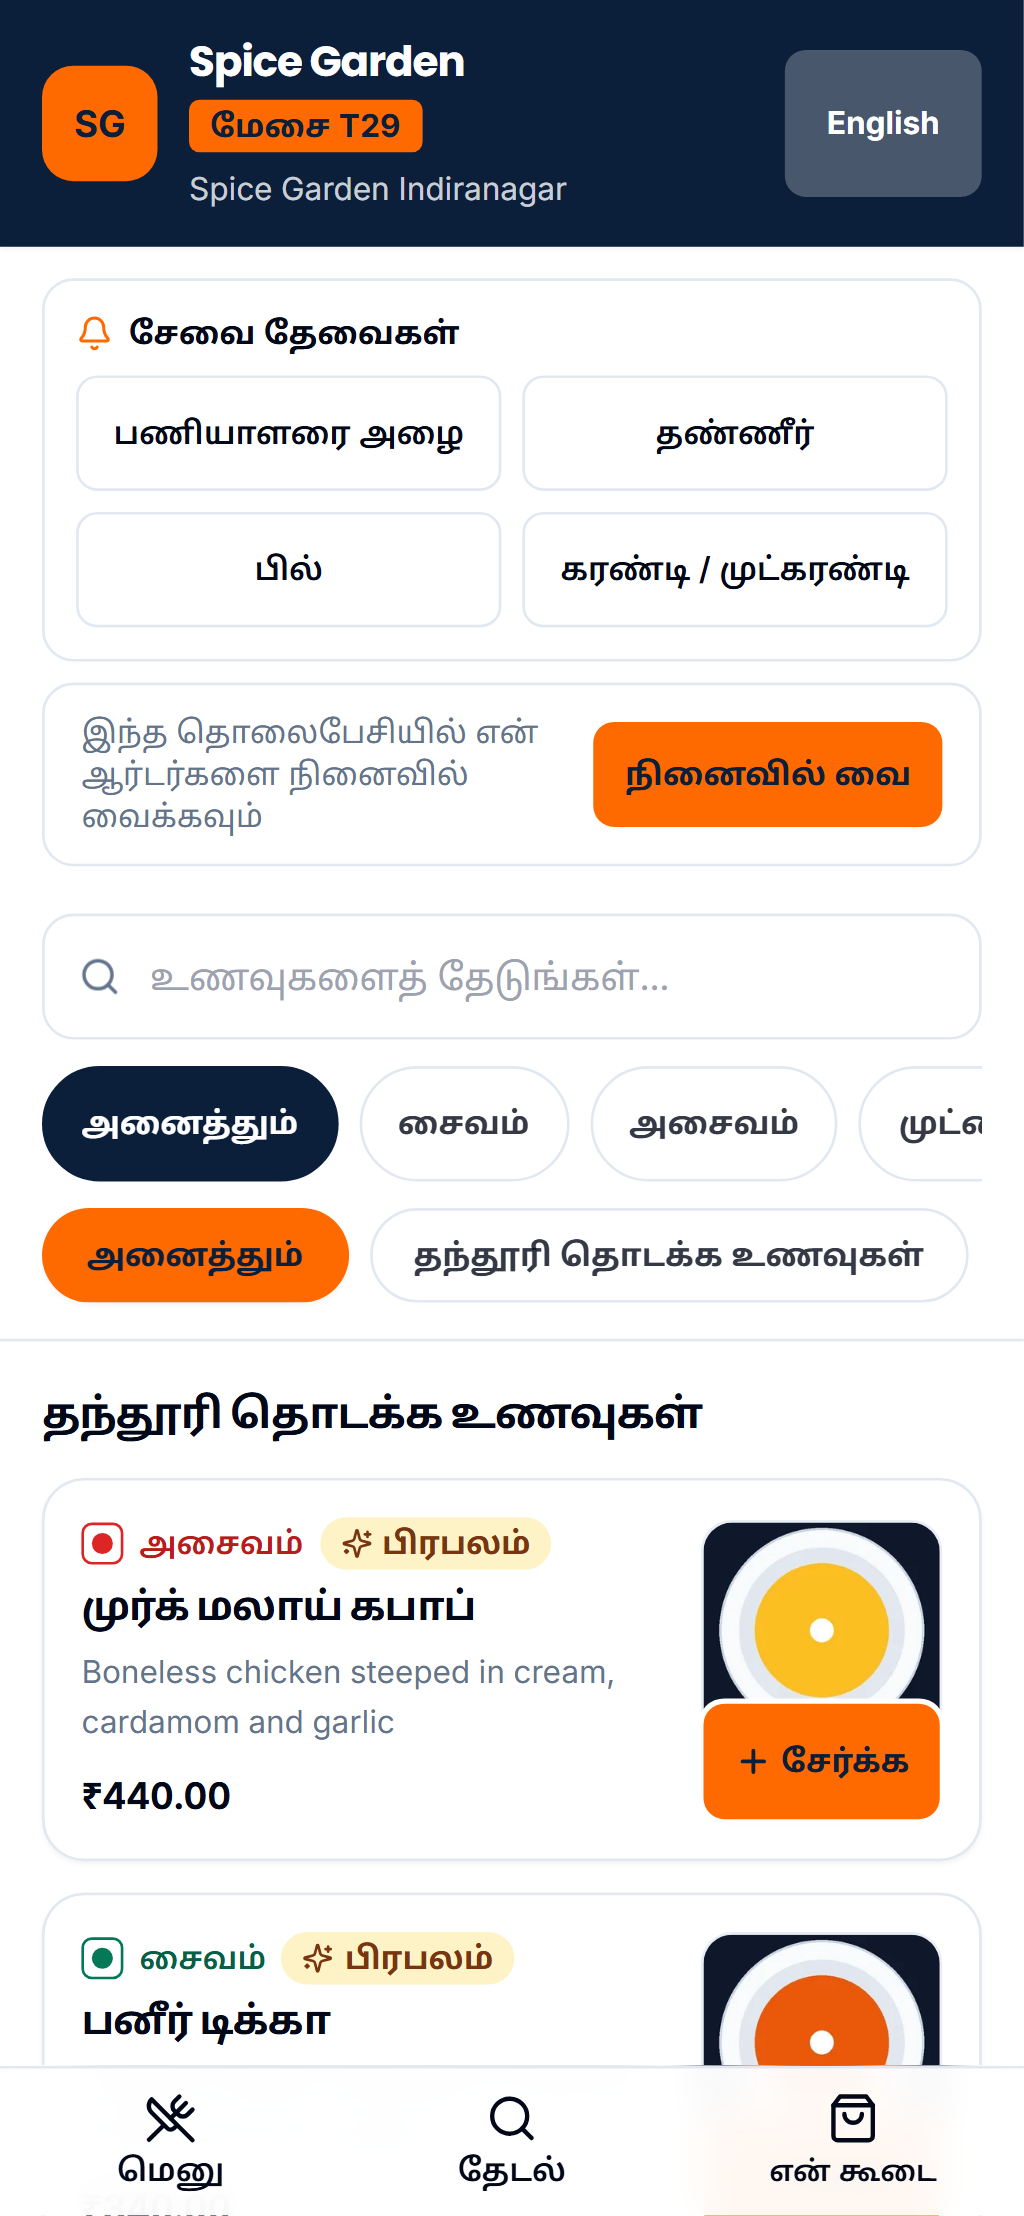 SG
Spice Garden
மேசை T29
Spice Garden Indiranagar
English
சேவை தேவைகள்
பணியாளரை அழை
தண்ணீர்
பில்
கரண்டி / முட்கரண்டி
இந்த தொலைபேசியில் என்
ஆர்டர்களை நினைவில்
வைக்கவும்
நினைவில் வை
உணவுகளைத் தேடுங்கள்...
அனைத்தும்
சைவம்
அசைவம்
அனைத்தும்
தந்தூரி தொடக்க உணவுகள்
தந்தூரி தொடக்க உணவுகள்
அசைவம்
பிரபலம்
முர்க் மலாய் கபாப்
Boneless chicken steeped in cream,
cardamom and garlic
₹440.00
+ சேர்க்க
சைவம்
பிரபலம்
பனீர் டிக்கா
₹340.00
மெனு
தேடல்
என் கூடை